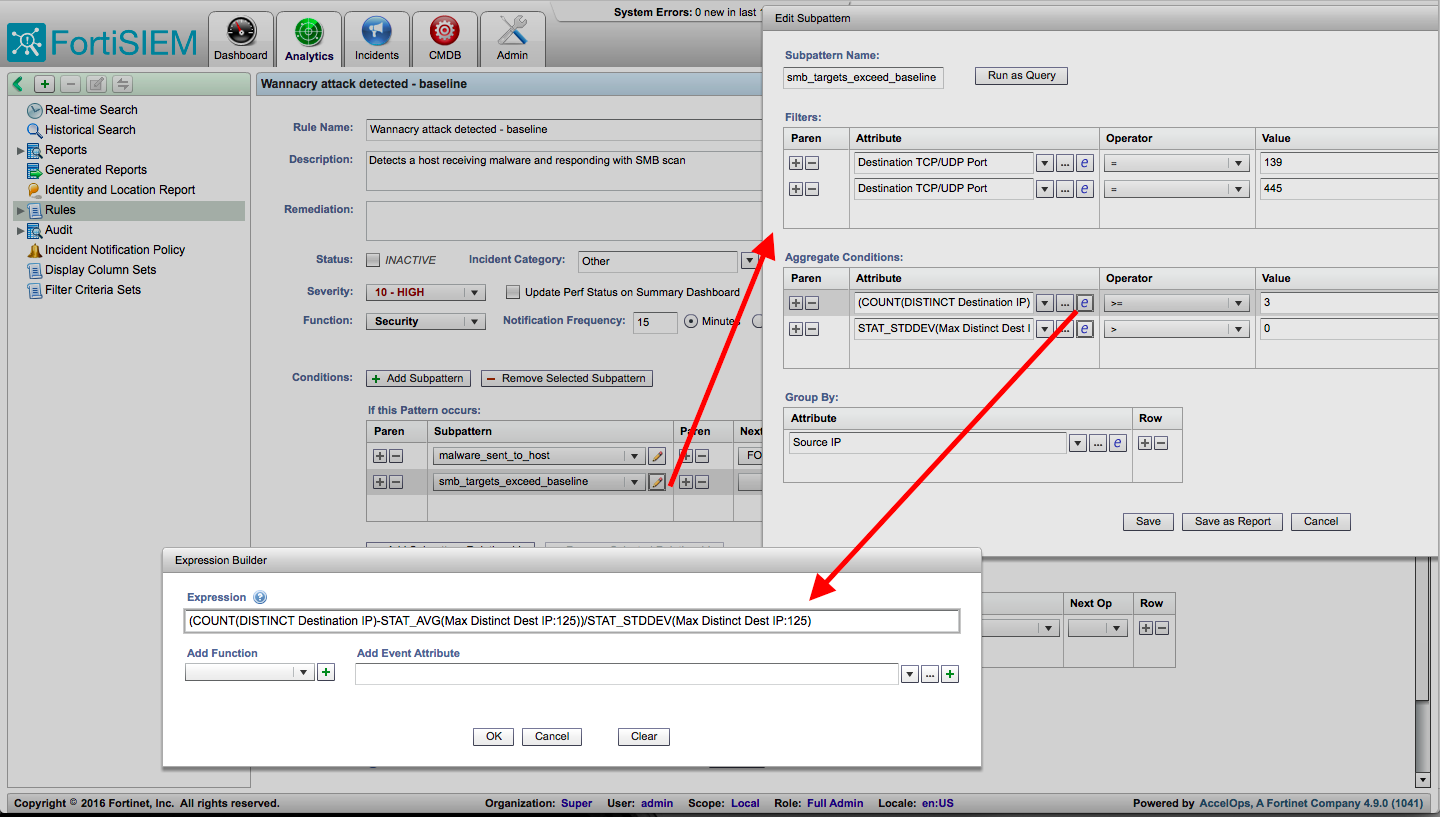 System Errors: 0 new in last
FortiSIEM
Dashboard
Analytics
Incidents
CMDB
Admin
Real-time Search
Historical Search
Reports
Generated Reports
Identity and Location Report
Rules
Audit
Incident Notification Policy
Display Column Sets
Filter Criteria Sets
Wannacry attack detected - baseline
Rule Name: Wannacry attack detected - baseline
Description: Detects a host receiving malware and responding with SMB scan
Remediation:
Status: INACTIVE Incident Category: Other
Severity: 10 - HIGH Update Perf Status on Summary Dashboard
Function: Security Notification Frequency: 15 Minutes
Conditions: + Add Subpattern − Remove Selected Subpattern
If this Pattern occurs:
Paren Subpattern Paren Next
malware_sent_to_host FO
smb_targets_exceed_baseline
Edit Subpattern
Subpattern Name:
smb_targets_exceed_baseline Run as Query
Filters:
Paren Attribute Operator Value
Destination TCP/UDP Port ... e = 139
Destination TCP/UDP Port ... e = 445
Aggregate Conditions:
Paren Attribute Operator Value
(COUNT(DISTINCT Destination IP) ... e >= 3
STAT_STDDEV(Max Distinct Dest I ... e > 0
Group By:
Attribute Row
Source IP ... e
Save Save as Report Cancel
Expression Builder
Expression ?
(COUNT(DISTINCT Destination IP)-STAT_AVG(Max Distinct Dest IP:125))/STAT_STDDEV(Max Distinct Dest IP:125)
Add Function Add Event Attribute
...
OK Cancel Clear
Next Op Row
Copyright © 2016 Fortinet, Inc. All rights reserved. Organization: Super User: admin Scope: Local Role: Full Admin Locale: en:US Powered by AccelOps, A Fortinet Company 4.9.0 (1041)